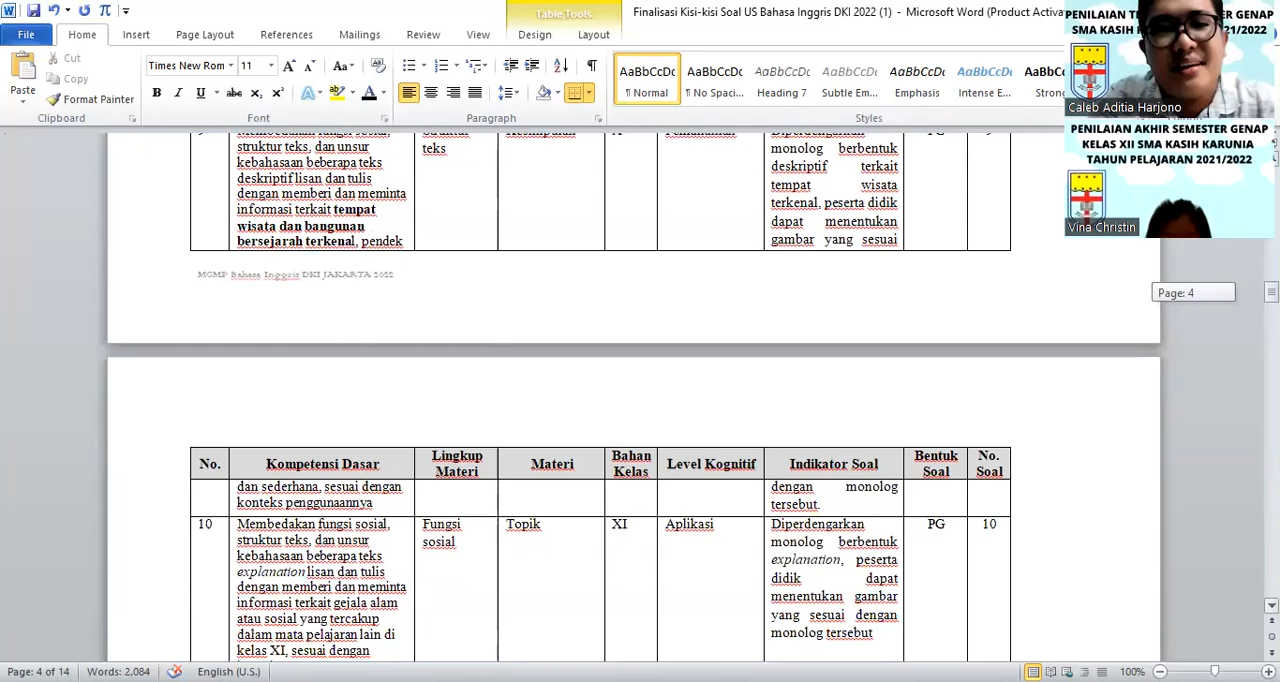 Table Tools
Finalisasi Kisi-kisi Soal US Bahasa Inggris DKI 2022 (1) - Microsoft Word (Product Activa
File Home Insert Page Layout References Mailings Review View Design Layout
Paste
Cut
Copy
Format Painter
Clipboard
Times New Rom 11
Font
Paragraph
AaBbCcDc AaBbCcDc AaBbCcDc AaBbCcDc AaBbCcDc AaBbCcDc AaBbCc
¶ Normal ¶ No Spaci... Heading 7 Subtle Em... Emphasis Intense E... Strong
Styles
Caleb Aditia Harjono
PENILAIAN AKHIR SEMESTER GENAP
KELAS XII SMA KASIH KARUNIA
TAHUN PELAJARAN 2021/2022
Vina Christin
Membedakan fungsi sosial,
struktur teks, dan unsur
kebahasaan beberapa teks
deskriptif lisan dan tulis
dengan memberi dan meminta
informasi terkait tempat
wisata dan bangunan
bersejarah terkenal, pendek
Struktur
teks
Kesimpulan
Diperdengarkan
monolog berbentuk
deskriptif terkait
tempat wisata
terkenal, peserta didik
dapat menentukan
gambar yang sesuai
MGMP Bahasa Inggris DKI JAKARTA 2022
Page: 4
No. Kompetensi Dasar Lingkup Materi Materi Bahan Kelas Level Kognitif Indikator Soal Bentuk Soal No. Soal
dan sederhana, sesuai dengan
konteks penggunaannya
dengan monolog
tersebut.
10
Membedakan fungsi sosial,
struktur teks, dan unsur
kebahasaan beberapa teks
explanation lisan dan tulis
dengan memberi dan meminta
informasi terkait gejala alam
atau sosial yang tercakup
dalam mata pelajaran lain di
kelas XI, sesuai dengan
Fungsi
sosial
Topik
XI
Aplikasi
Diperdengarkan
monolog berbentuk
explanation, peserta
didik dapat
menentukan gambar
yang sesuai dengan
monolog tersebut
PG
10
Page: 4 of 14 Words: 2,084 English (U.S.) 100%